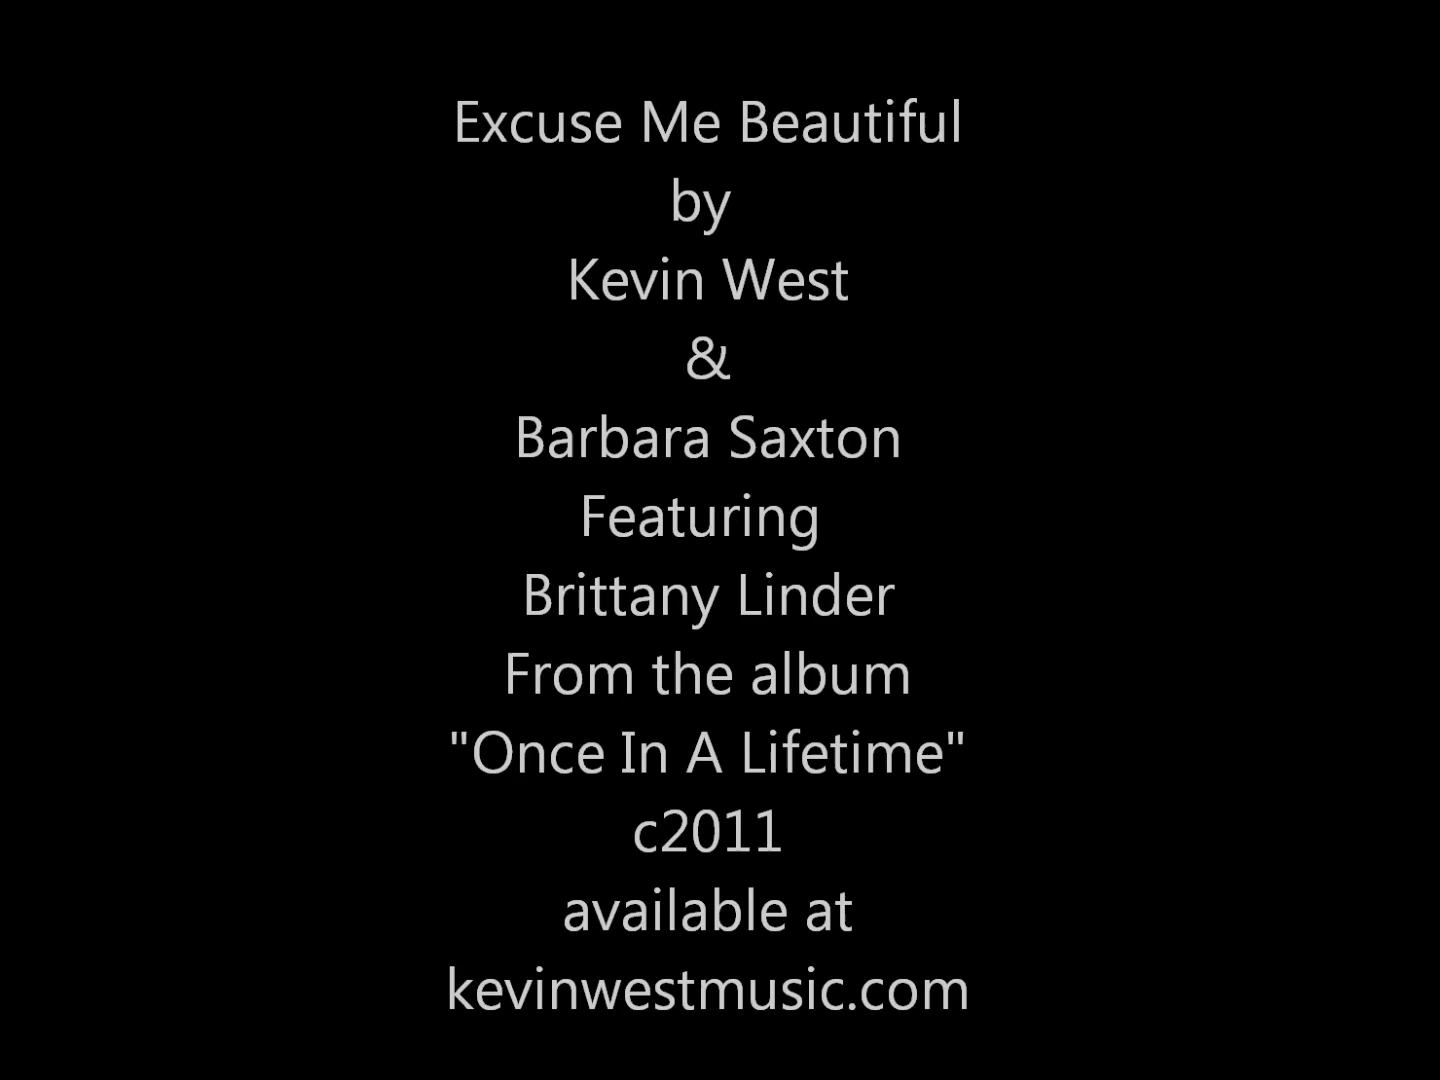 Excuse Me Beautiful
by
Kevin West
&
Barbara Saxton
Featuring
Brittany Linder
From the album
"Once In A Lifetime"
c2011
available at
kevinwestmusic.com